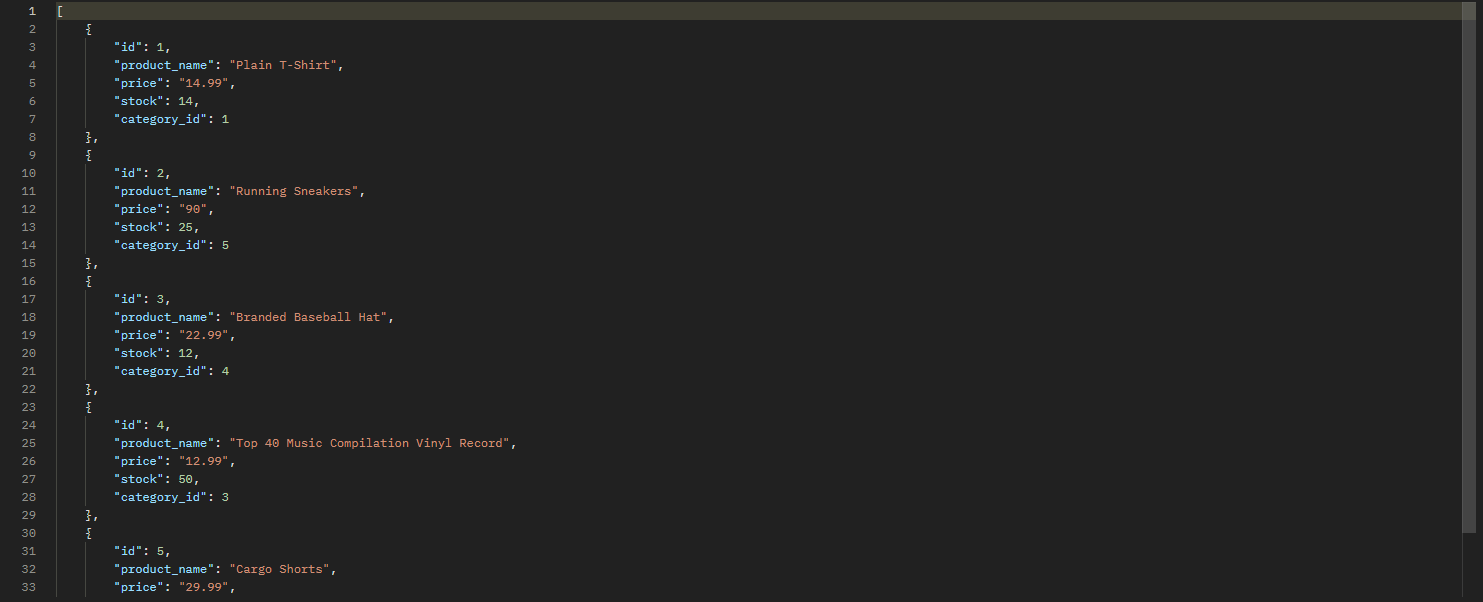 1 [
2     {
3         "id": 1,
4         "product_name": "Plain T-Shirt",
5         "price": "14.99",
6         "stock": 14,
7         "category_id": 1
8     },
9     {
10         "id": 2,
11         "product_name": "Running Sneakers",
12         "price": "90",
13         "stock": 25,
14         "category_id": 5
15     },
16     {
17         "id": 3,
18         "product_name": "Branded Baseball Hat",
19         "price": "22.99",
20         "stock": 12,
21         "category_id": 4
22     },
23     {
24         "id": 4,
25         "product_name": "Top 40 Music Compilation Vinyl Record",
26         "price": "12.99",
27         "stock": 50,
28         "category_id": 3
29     },
30     {
31         "id": 5,
32         "product_name": "Cargo Shorts",
33         "price": "29.99",